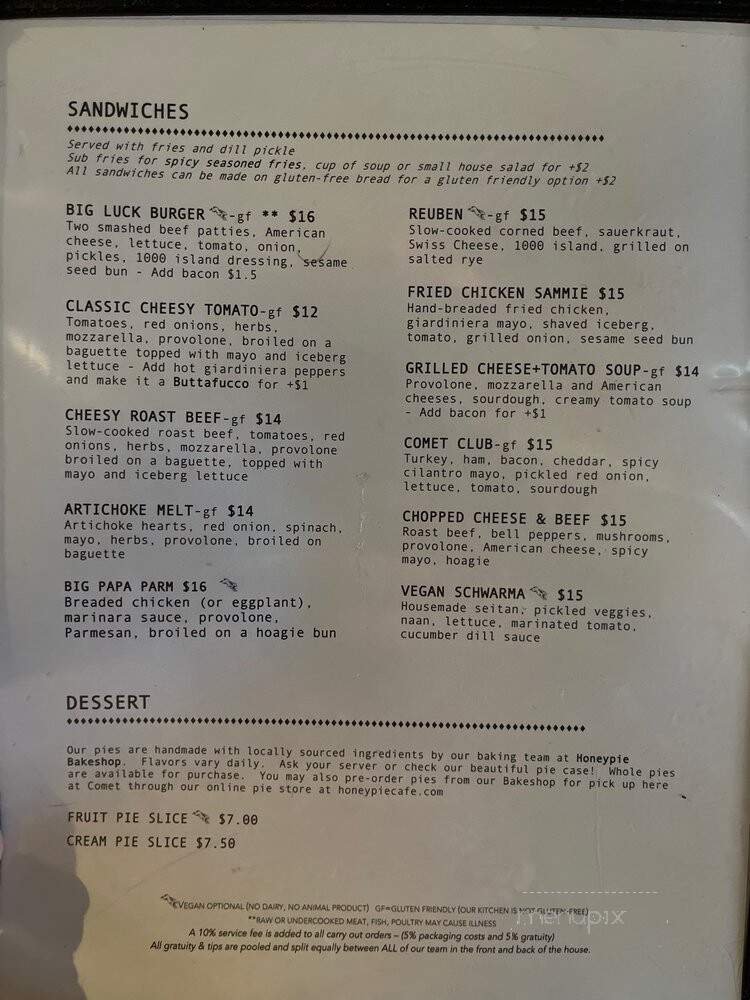 SANDWICHES
Served with fries and dill pickle
Sub fries for spicy seasoned fries, cup of soup or small house salad for +$2
All sandwiches can be made on gluten-free bread for a gluten friendly option +$2
BIG LUCK BURGER -gf ** $16
Two smashed beef patties, American
cheese, lettuce, tomato, onion,
pickles, 1000 island dressing, sesame
seed bun - Add bacon $1.5
CLASSIC CHEESY TOMATO-gf $12
Tomatoes, red onions, herbs,
mozzarella, provolone, broiled on a
baguette topped with mayo and iceberg
lettuce - Add hot giardiniera peppers
and make it a Buttafucco for +$1
CHEESY ROAST BEEF-gf $14
Slow-cooked roast beef, tomatoes, red
onions, herbs, mozzarella, provolone
broiled on a baguette, topped with
mayo and iceberg lettuce
ARTICHOKE MELT-gf $14
Artichoke hearts, red onion, spinach,
mayo, herbs, provolone, broiled on
baguette
BIG PAPA PARM $16
Breaded chicken (or eggplant),
marinara sauce, provolone,
Parmesan, broiled on a hoagie bun
REUBEN -gf $15
Slow-cooked corned beef, sauerkraut,
Swiss Cheese, 1000 island, grilled on
salted rye
FRIED CHICKEN SAMMIE $15
Hand-breaded fried chicken,
giardiniera mayo, shaved iceberg,
tomato, grilled onion, sesame seed bun
GRILLED CHEESE+TOMATO SOUP-gf $14
Provolone, mozzarella and American
cheeses, sourdough, creamy tomato soup
- Add bacon for +$1
COMET CLUB-gf $15
Turkey, ham, bacon, cheddar, spicy
cilantro mayo, pickled red onion,
lettuce, tomato, sourdough
CHOPPED CHEESE & BEEF $15
Roast beef, bell peppers, mushrooms,
provolone, American cheese, spicy
mayo, hoagie
VEGAN SCHWARMA $15
Housemade seitan, pickled veggies,
naan, lettuce, marinated tomato,
cucumber dill sauce
DESSERT
Our pies are handmade with locally sourced ingredients by our baking team at Honeypie
Bakeshop. Flavors vary daily. Ask your server or check our beautiful pie case! Whole pies
are available for purchase. You may also pre-order pies from our Bakeshop for pick up here
at Comet through our online pie store at honeypiecafe.com
FRUIT PIE SLICE $7.00
CREAM PIE SLICE $7.50
VEGAN OPTIONAL (NO DAIRY, NO ANIMAL PRODUCT) GF=GLUTEN FRIENDLY (OUR KITCHEN IS NOT GLUTEN-FREE)
**RAW OR UNDERCOOKED MEAT, FISH, POULTRY MAY CAUSE ILLNESS
menupix
A 10% service fee is added to all carry out orders – (5% packaging costs and 5% gratuity)
All gratuity & tips are pooled and split equally between ALL of our team in the front and back of the house.